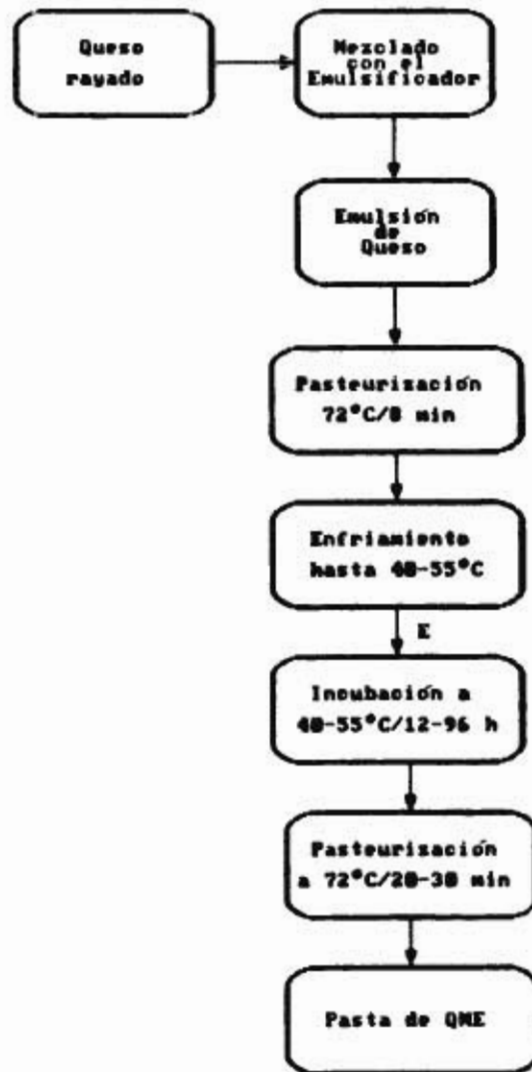 Queso
rayado
Mezclado
con el
Emulsificador
Emulsión
de
Queso
Pasteurización
72°C/8 min
Enfriamiento
hasta 40-55°C
E
Incubación a
40-55°C/12-96 h
Pasteurización
a 72°C/20-30 min
Pasta de QME